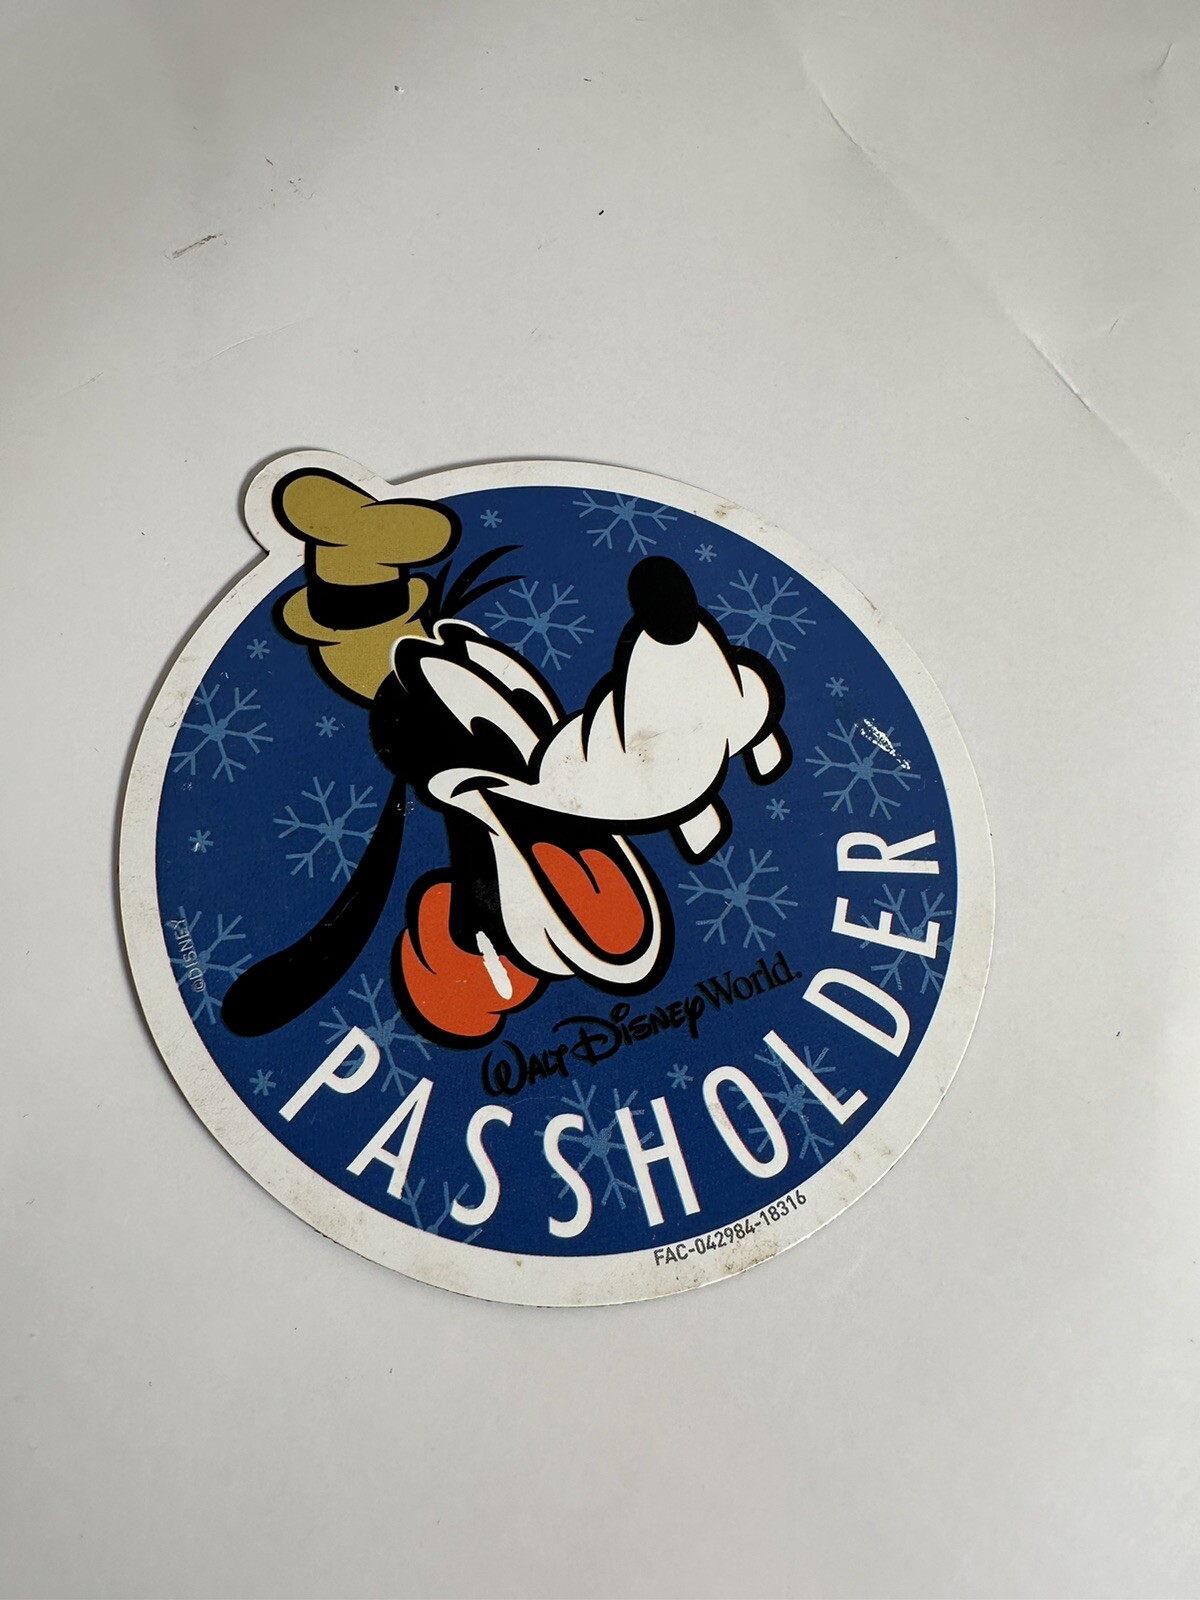 ©DISNEY
WALT DISNEY World.
PASSHOLDER
FAC-042984-18316